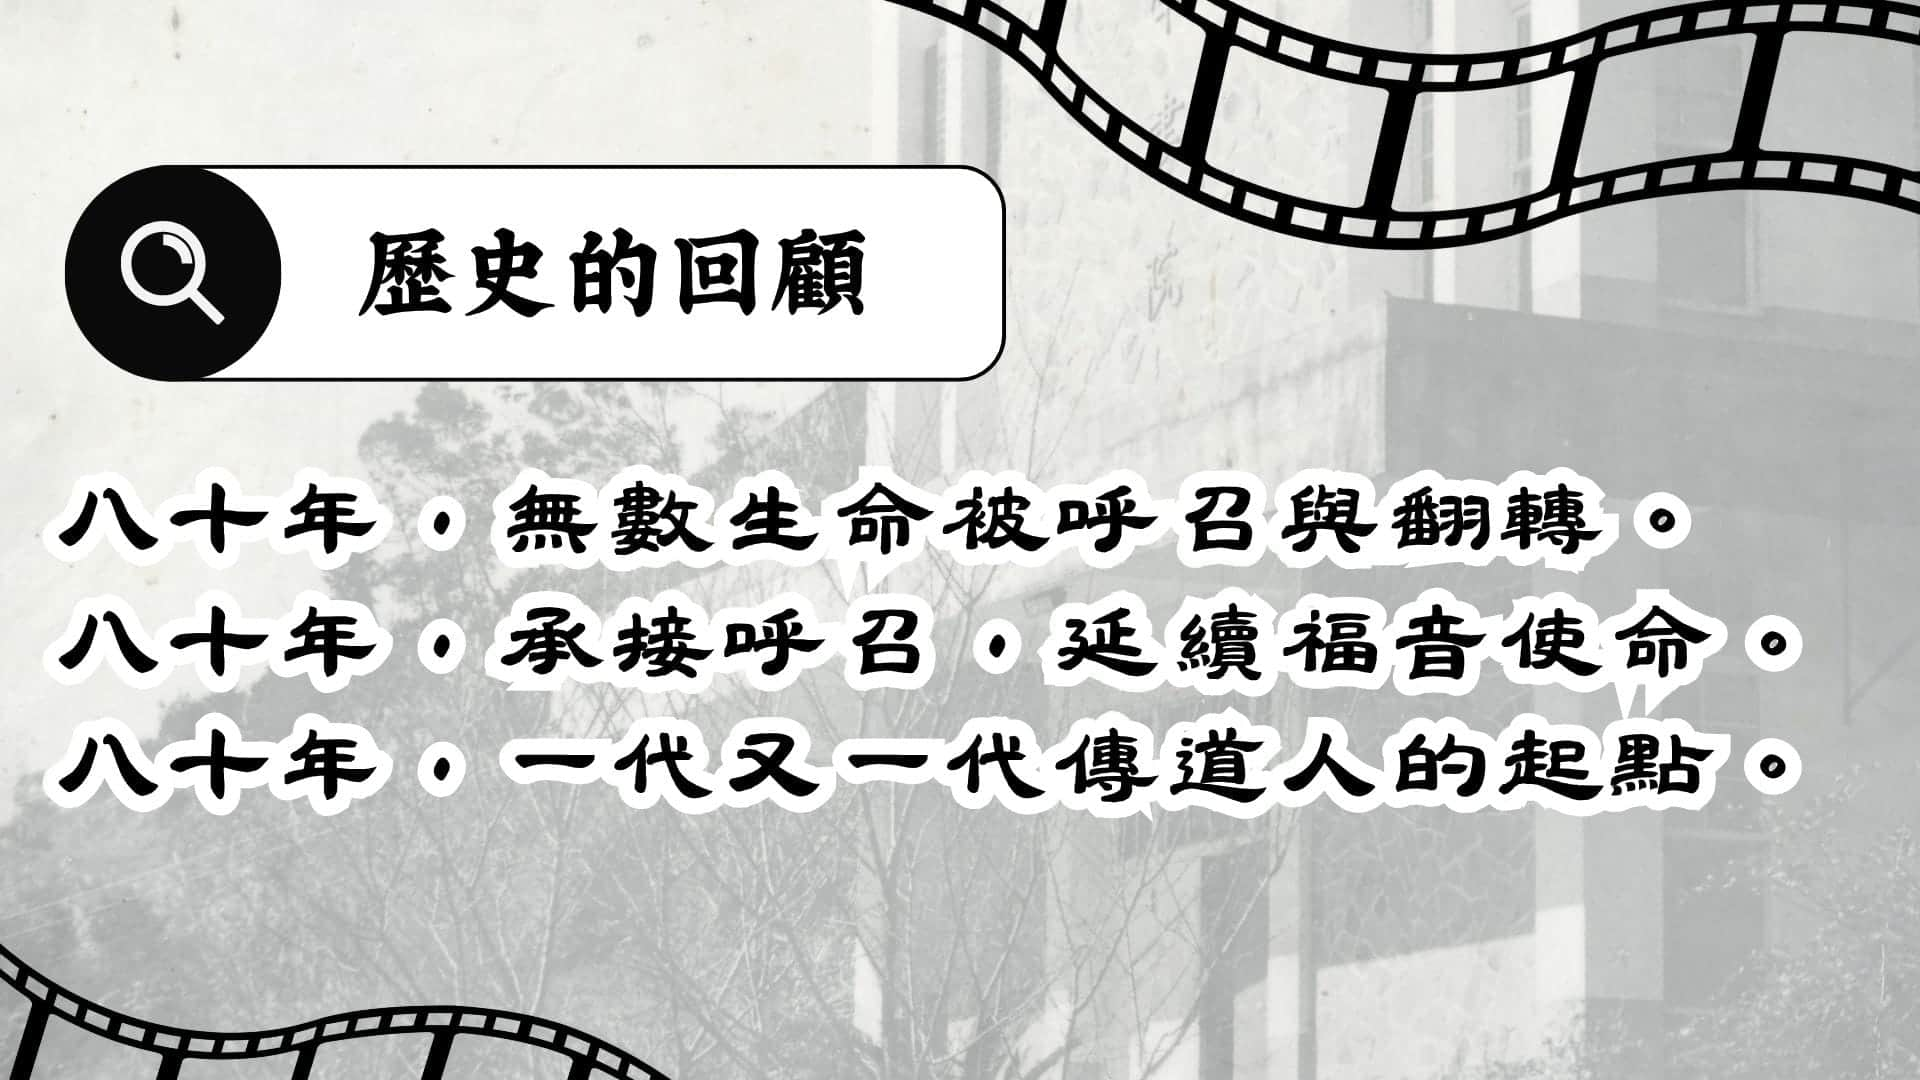 歷史的回顧
八十年，無數生命被呼召與翻轉。
八十年，承接呼召，延續福音使命。
八十年，一代又一代傳道人的起點。